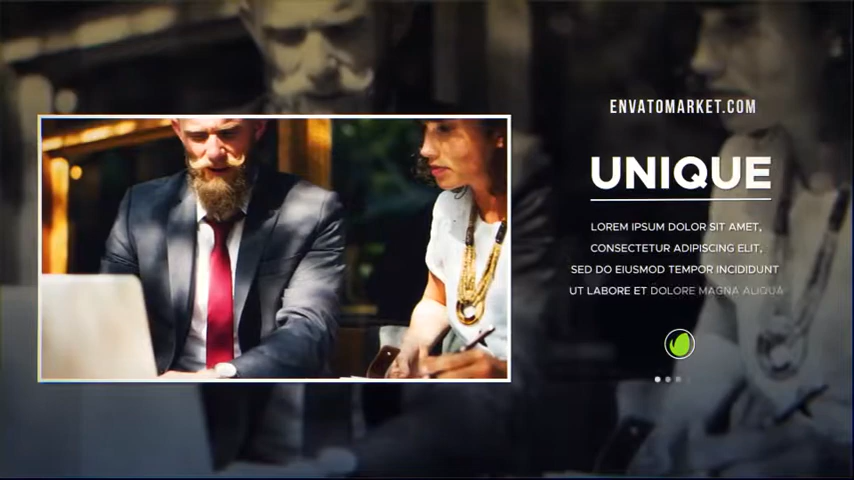 ENVATOMARKET.COM
UNIQUE
LOREM IPSUM DOLOR SIT AMET,
CONSECTETUR ADIPISCING ELIT,
SED DO EIUSMOD TEMPOR INCIDIDUNT
UT LABORE ET DOLORE MAGNA ALIQUA